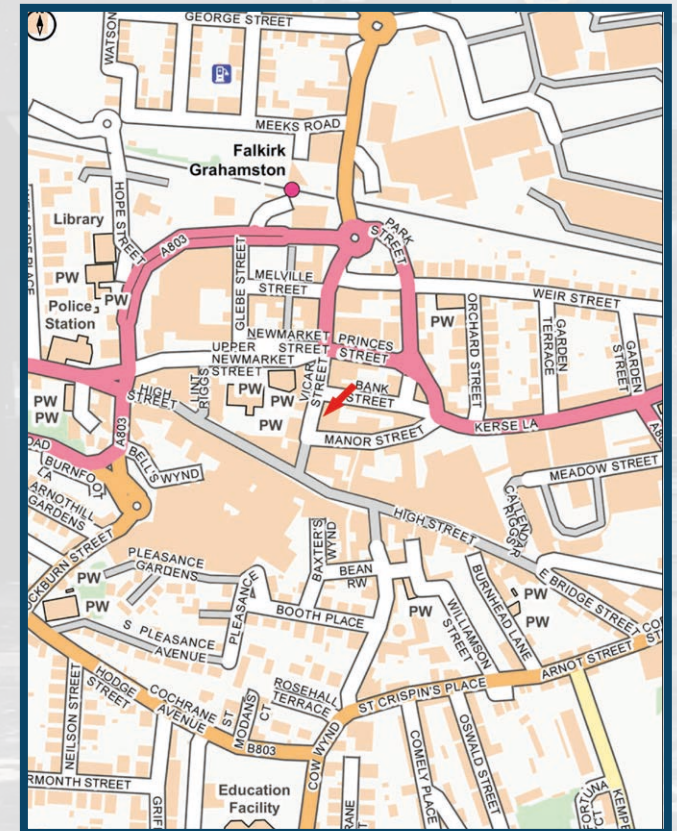 GEORGE STREET
WATSON
MEEKS ROAD
Falkirk
Grahamston
HOPE STREET
Library
PW
PW
Police
Station
A803
GLEBE STREET
PARK
STREET
MELVILLE
STREET
WEIR STREET
PW
ORCHARD STREET
GARDEN
TERRACE
GARDEN
STREET
NEWMARKET
STREET
PRINCES
STREET
UPPER
NEWMARKET
STREET
LINT
RIGGS
PW
PW
PW
VICAR
STREET
BANK
STREET
MANOR STREET
KERSE LA
HIGH
STREET
PW
PW
A803
BELL'S
WYND
BURNFOOT
LA
ARNOTHILL
GARDENS
MEADOW STREET
CALLENDAR
RIGGS
HIGH STREET
BAXTER'S
WYND
BEAN
RW
PLEASANCE
GARDENS
PLEASANCE
BOOTH PLACE
PW
PW
PW
WILLIAMSON
STREET
BURNHEAD LANE
PW
PW
E BRIDGE STREET
S PLEASANCE
AVENUE
ARNOT STREET
ST CRISPIN'S PLACE
HODGE
STREET
COCHRANE
AVENUE
ST
MODANS
CT
ROSEHALL
TERRACE
B803
COW WYND
NEILSON STREET
COMELY PLACE
OSWALD STREET
Education
Facility